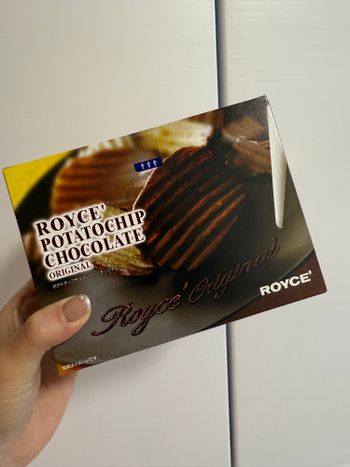 ROYCE'
POTATOCHIP
CHOCOLATE
ORIGINAL
Royce' Original
ROYCE'